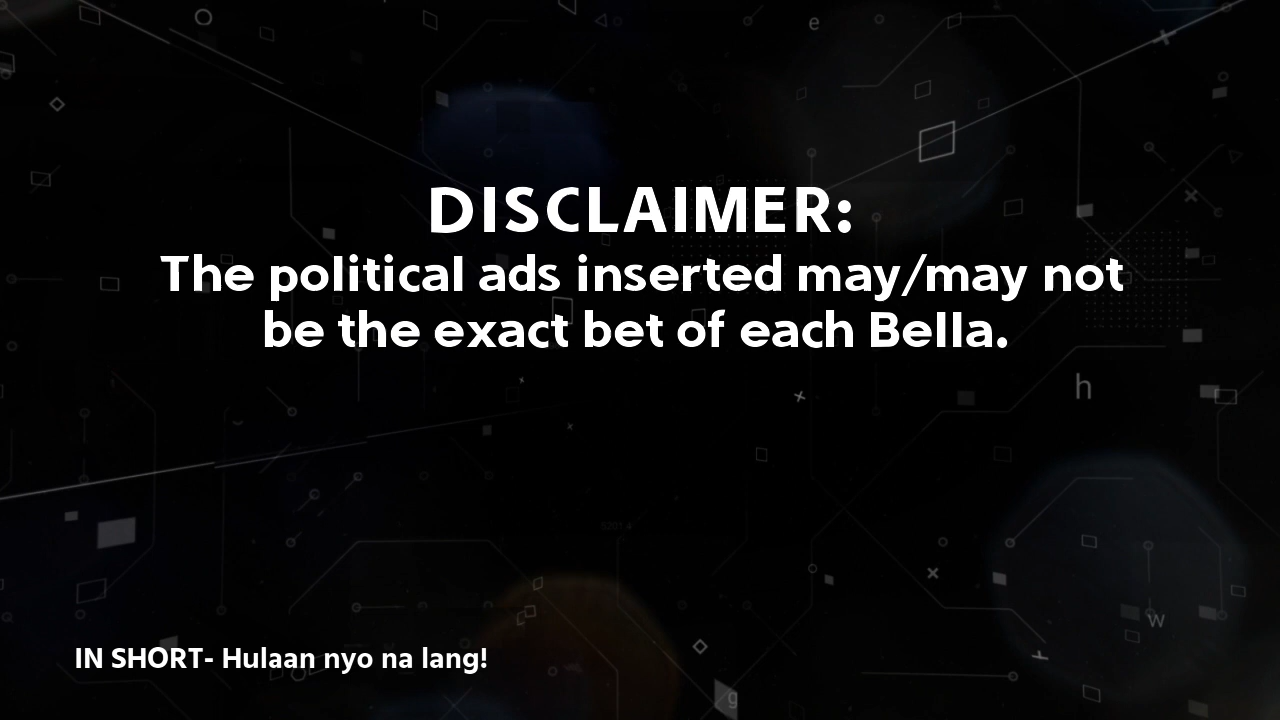 DISCLAIMER:
The political ads inserted may/may not
be the exact bet of each Bella.
IN SHORT- Hulaan nyo na lang!
e
h
w
g